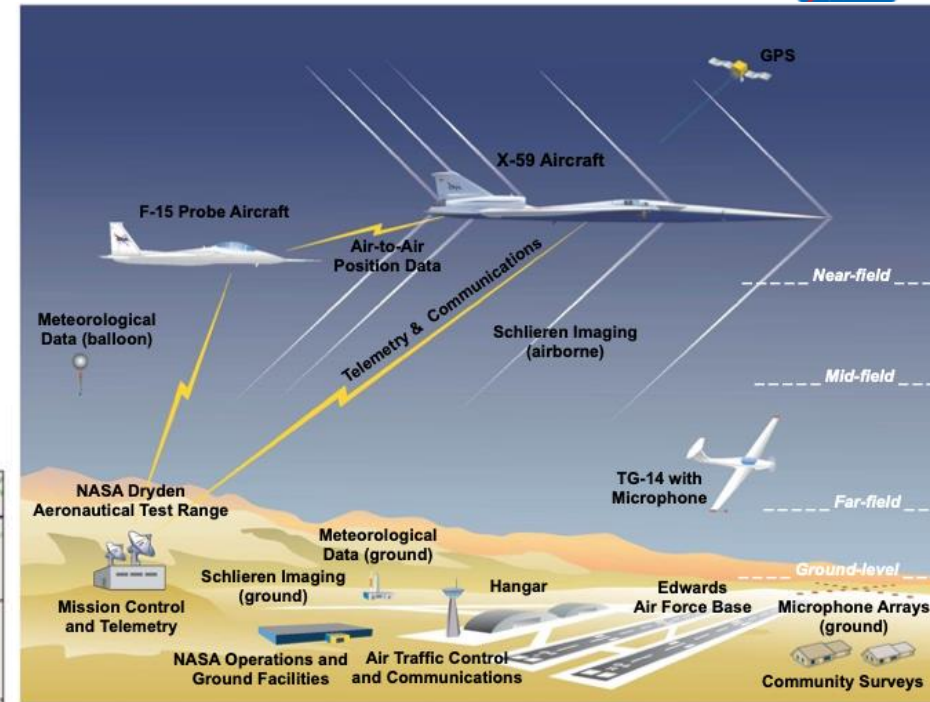 GPS
X-59 Aircraft
F-15 Probe Aircraft
Air-to-Air
Position Data
Telemetry & Communications
Near-field
Meteorological
Data (balloon)
Schlieren Imaging
(airborne)
Mid-field
TG-14 with
Microphone
Far-field
NASA Dryden
Aeronautical Test Range
Meteorological
Data (ground)
Ground-level
Schlieren Imaging
(ground)
Hangar
Edwards
Air Force Base
Microphone Arrays
(ground)
Mission Control
and Telemetry
NASA Operations and
Ground Facilities
Air Traffic Control
and Communications
Community Surveys